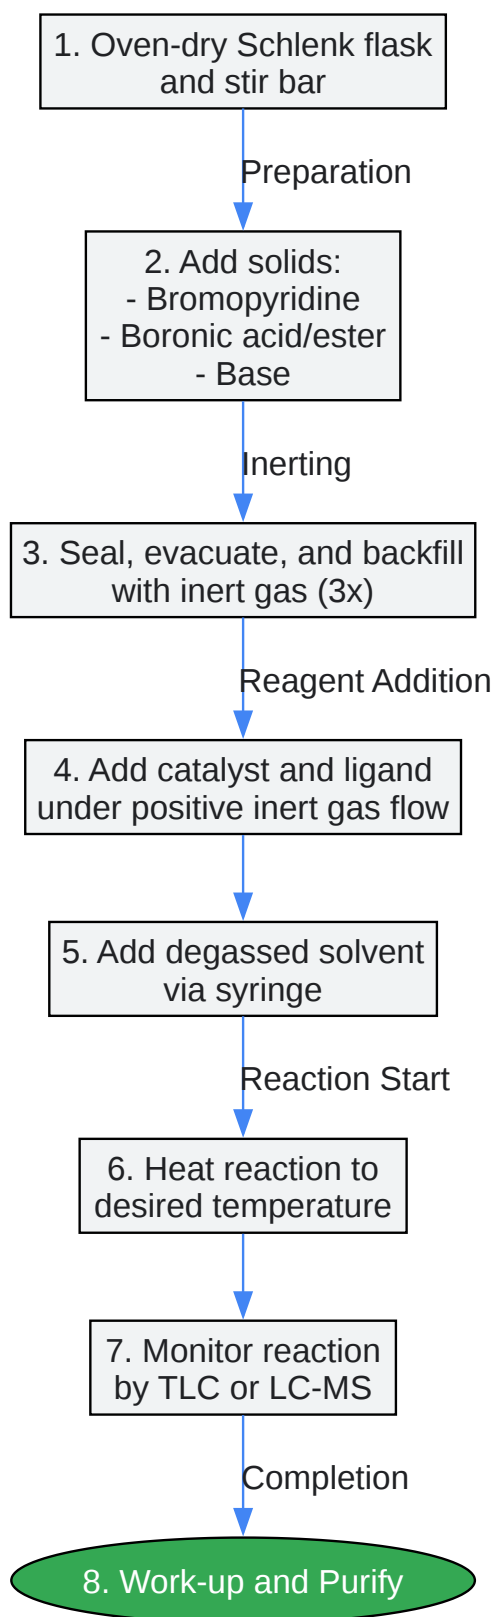 1. Oven-dry Schlenk flask
and stir bar
Preparation
2. Add solids:
- Bromopyridine
- Boronic acid/ester
- Base
Inerting
3. Seal, evacuate, and backfill
with inert gas (3x)
Reagent Addition
4. Add catalyst and ligand
under positive inert gas flow
5. Add degassed solvent
via syringe
Reaction Start
6. Heat reaction to
desired temperature
7. Monitor reaction
by TLC or LC-MS
Completion
8. Work-up and Purify